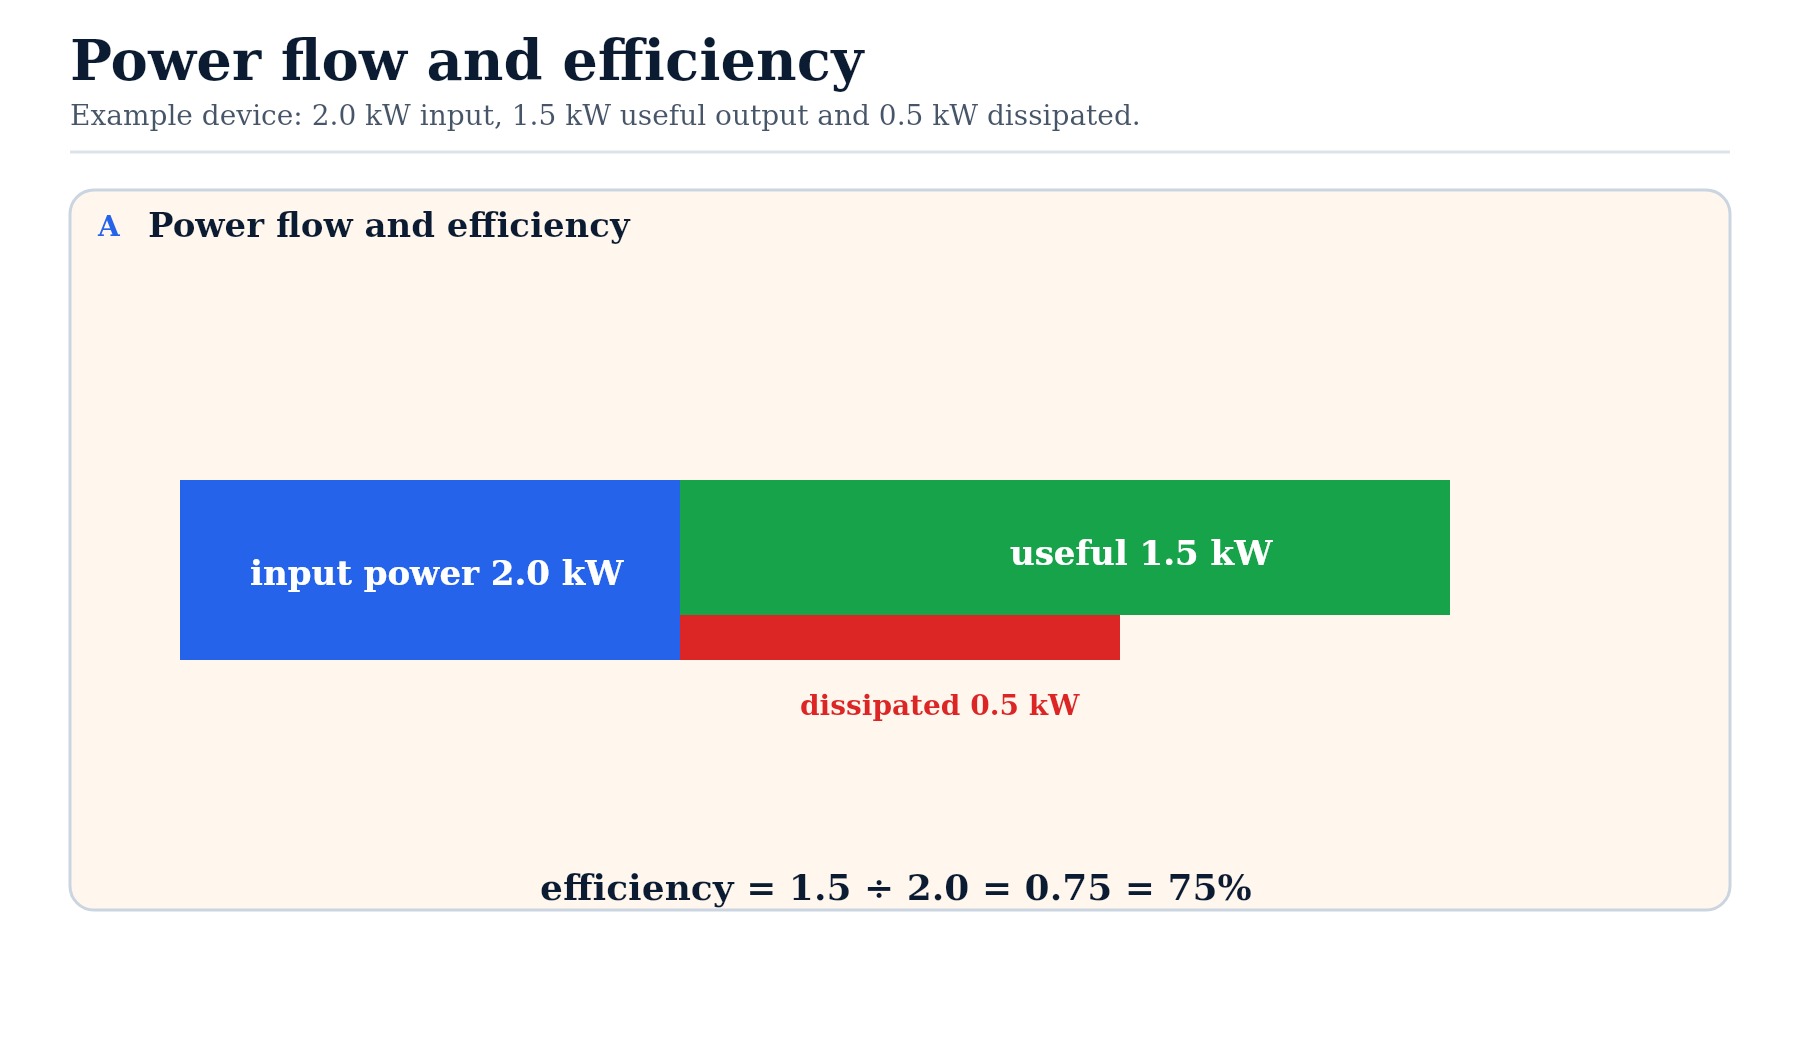 Power flow and efficiency
Example device: 2.0 kW input, 1.5 kW useful output and 0.5 kW dissipated.
A Power flow and efficiency
input power 2.0 kW
useful 1.5 kW
dissipated 0.5 kW
efficiency = 1.5 ÷ 2.0 = 0.75 = 75%